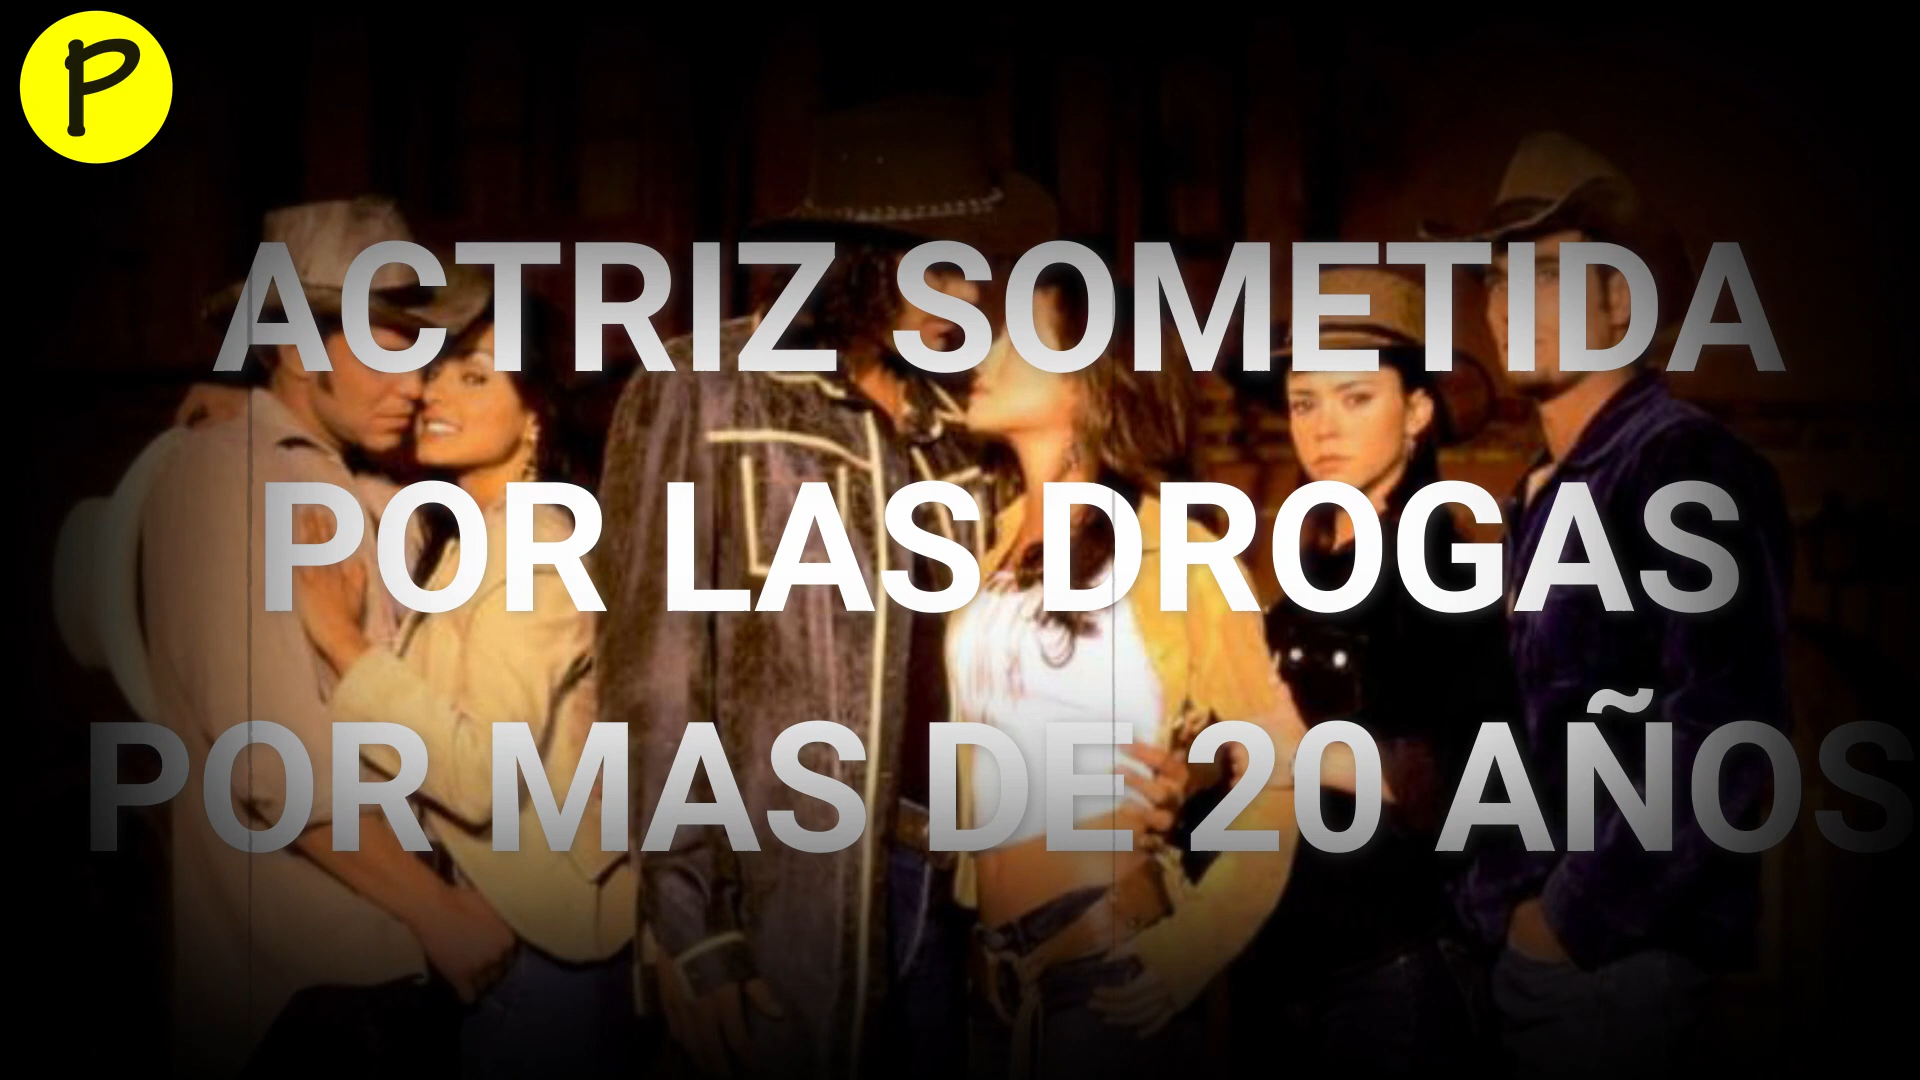 P
ACTRIZ SOMETIDA
POR LAS DROGAS
POR MAS DE 20 AÑOS